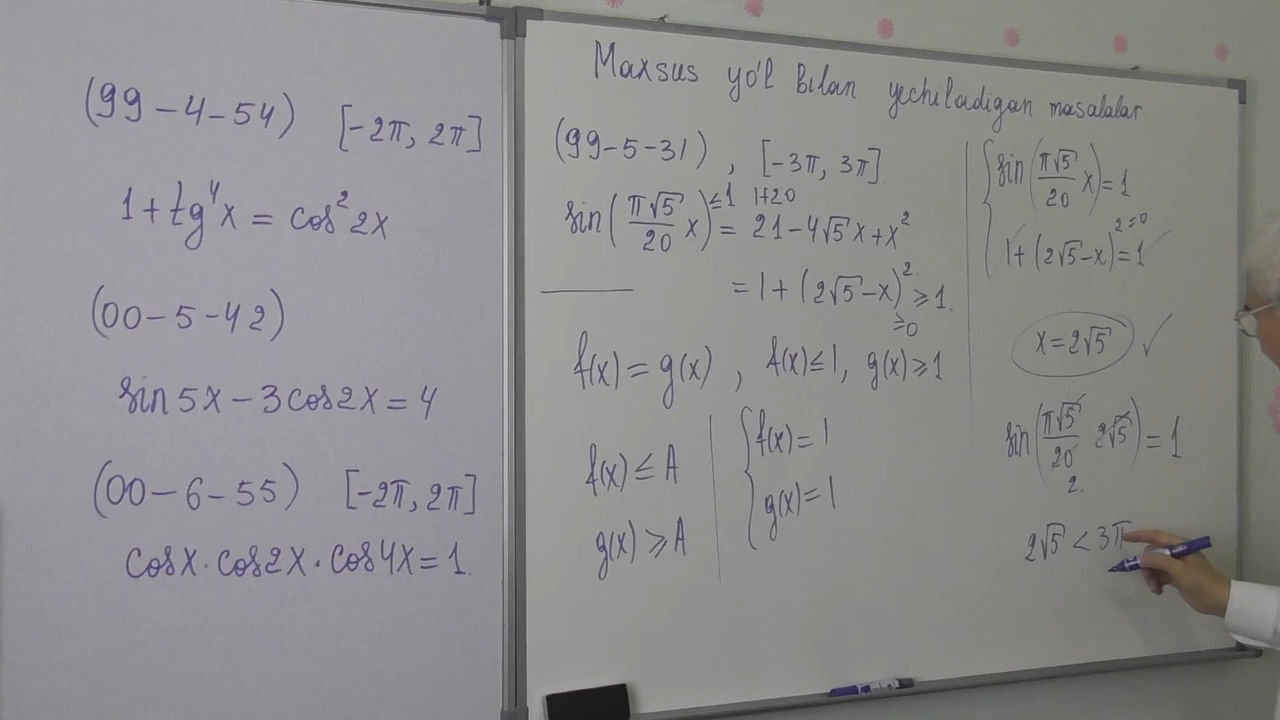 (99-4-54) [-2π, 2π]
1+tg⁴x = cos²2x
(00-5-42)
sin5x-3cos2x=4
(00-6-55) [-2π, 2π]
cosx·cos2x·cos4x=1
Maxsus yo'l bilan yechiladigan masalalar
(99-5-31), [-3π, 3π]
≤1 1+20
sin(π√5/20 x) = 21-4√5x+x²
= 1+(2√5-x)² ≥1
≥0
f(x)=g(x), f(x)≤1, g(x)≥1
f(x)≤A
g(x)≥A
{f(x)=1
g(x)=1
{sin(π√5/20 x)=1
1+(2√5-x)²=1
=0
x=2√5 ✓
sin(π√5/20 2√5)=1
2
2√5<3π